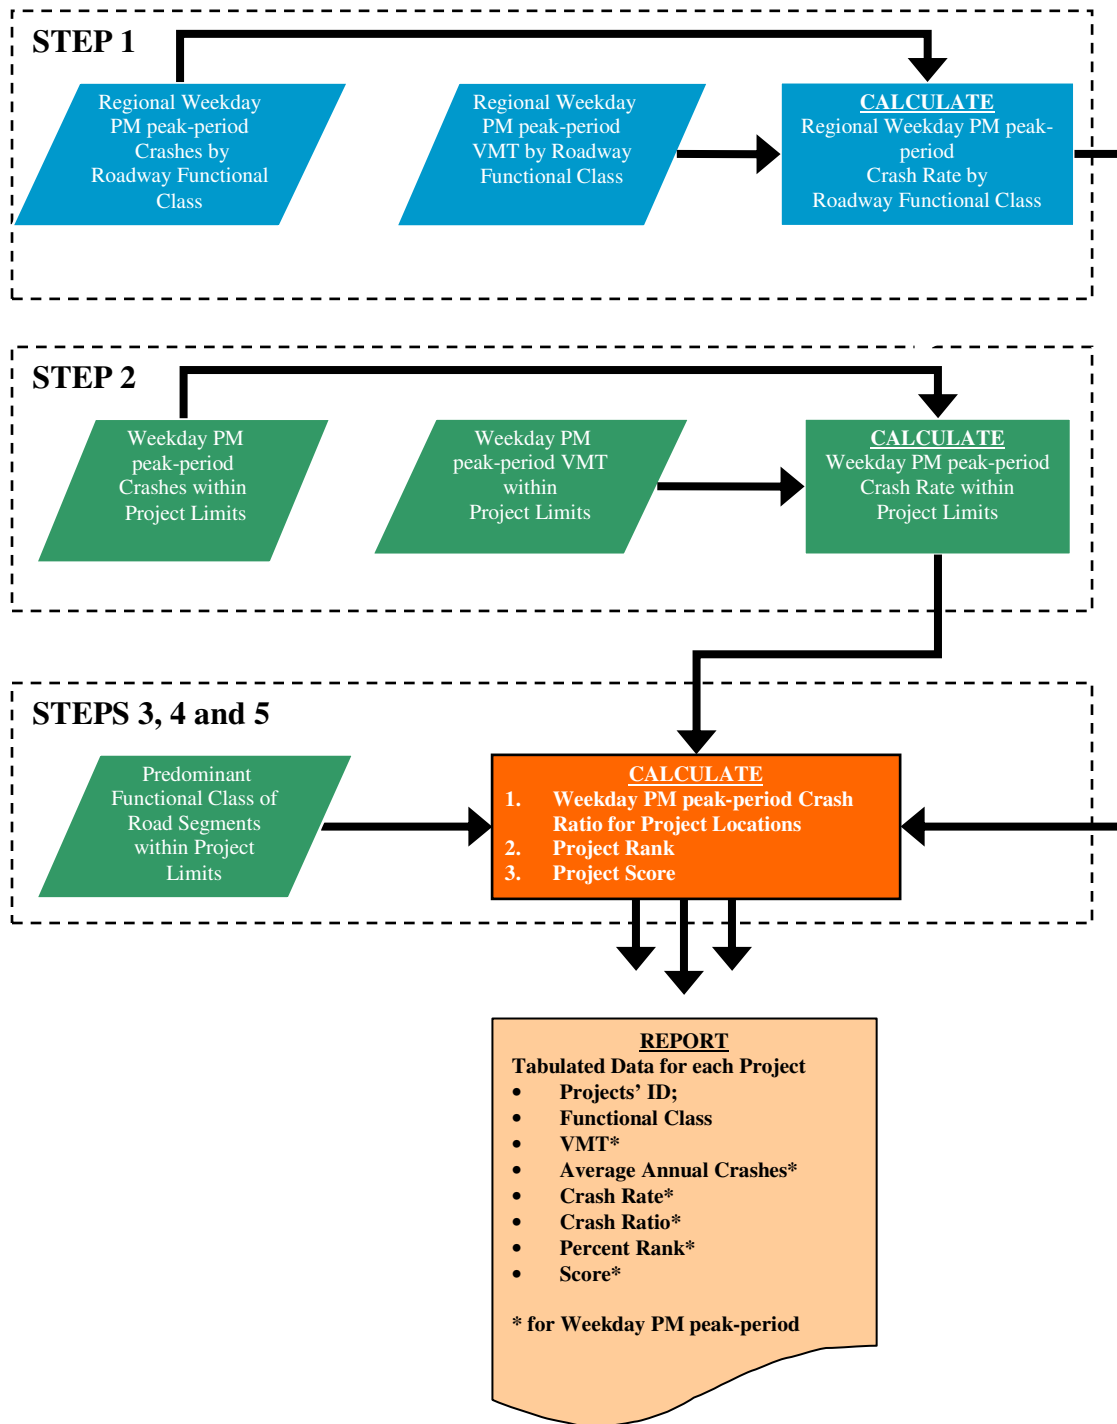 STEP 1
Regional Weekday
PM peak-period
Crashes by
Roadway Functional
Class
Regional Weekday
PM peak-period
VMT by Roadway
Functional Class
CALCULATE
Regional Weekday PM peak-
period
Crash Rate by
Roadway Functional Class
STEP 2
Weekday PM
peak-period
Crashes within
Project Limits
Weekday PM
peak-period VMT
within
Project Limits
CALCULATE
Weekday PM peak-period
Crash Rate within
Project Limits
STEPS 3, 4 and 5
Predominant
Functional Class of
Road Segments
within Project
Limits
CALCULATE
1. Weekday PM peak-period Crash
Ratio for Project Locations
2. Project Rank
3. Project Score
REPORT
Tabulated Data for each Project
• Projects’ ID;
• Functional Class
• VMT*
• Average Annual Crashes*
• Crash Rate*
• Crash Ratio*
• Percent Rank*
• Score*
* for Weekday PM peak-period